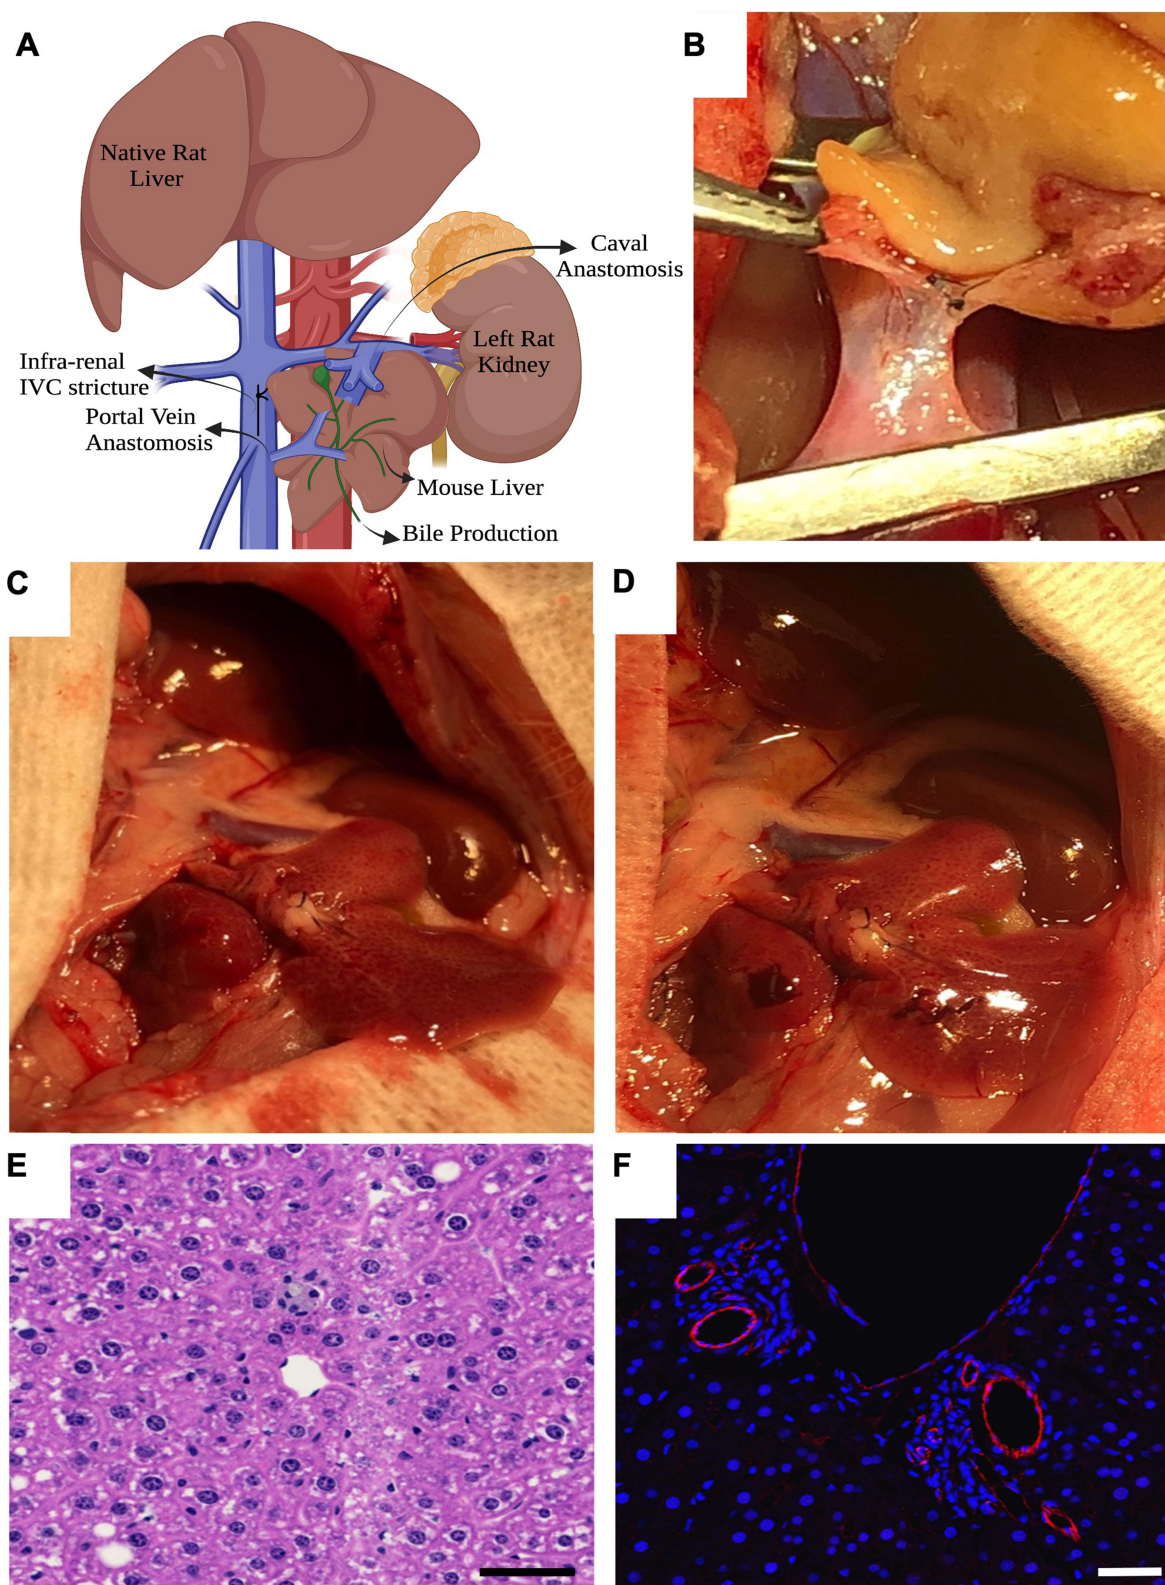 A
Native Rat
Liver
Caval
Anastomosis
Left Rat
Kidney
Infra-renal
IVC stricture
Portal Vein
Anastomosis
Mouse Liver
Bile Production
B
C
D
E
F